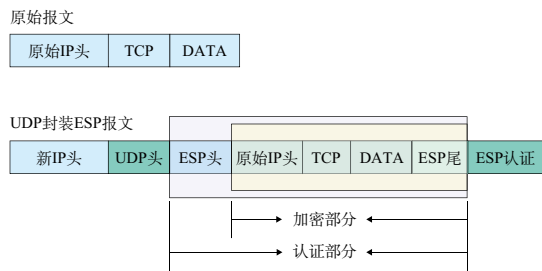 原始报文
原始IP头 TCP DATA
UDP封装ESP报文
新IP头 UDP头 ESP头 原始IP头 TCP DATA ESP尾 ESP认证
加密部分
认证部分